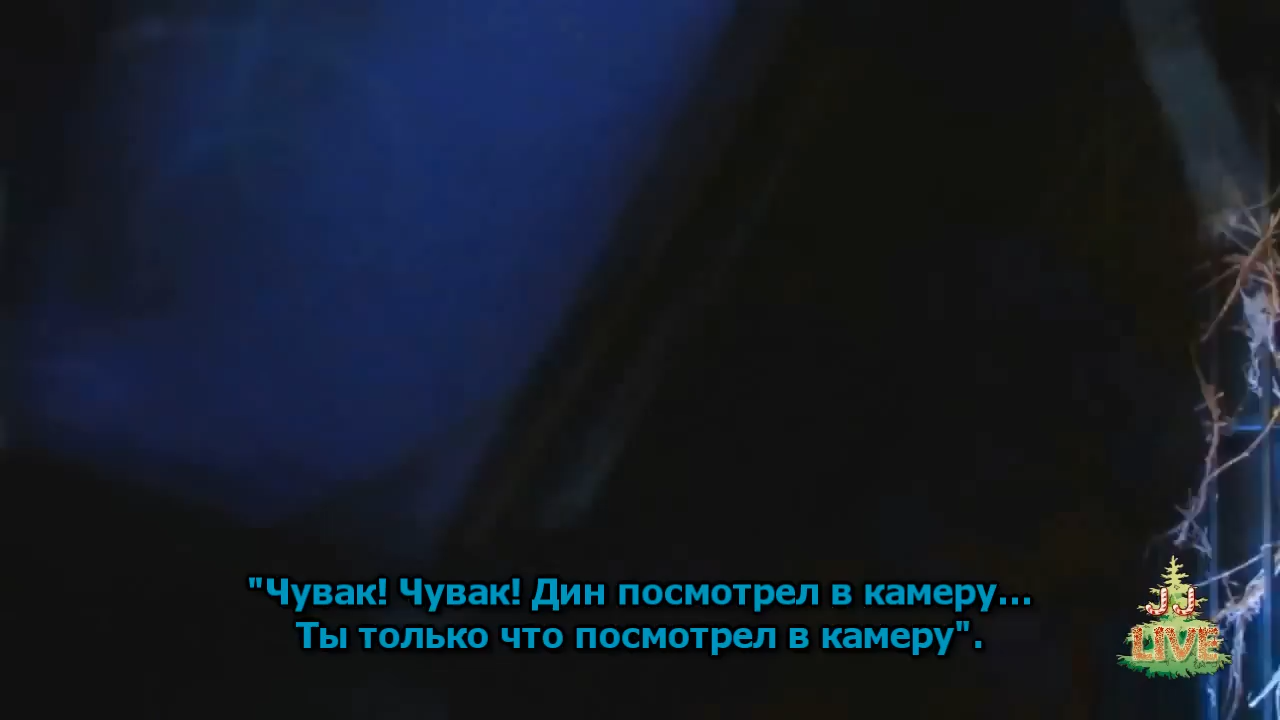 "Чувак! Чувак! Дин посмотрел в камеру...
Ты только что посмотрел в камеру".
JJ
LIVE